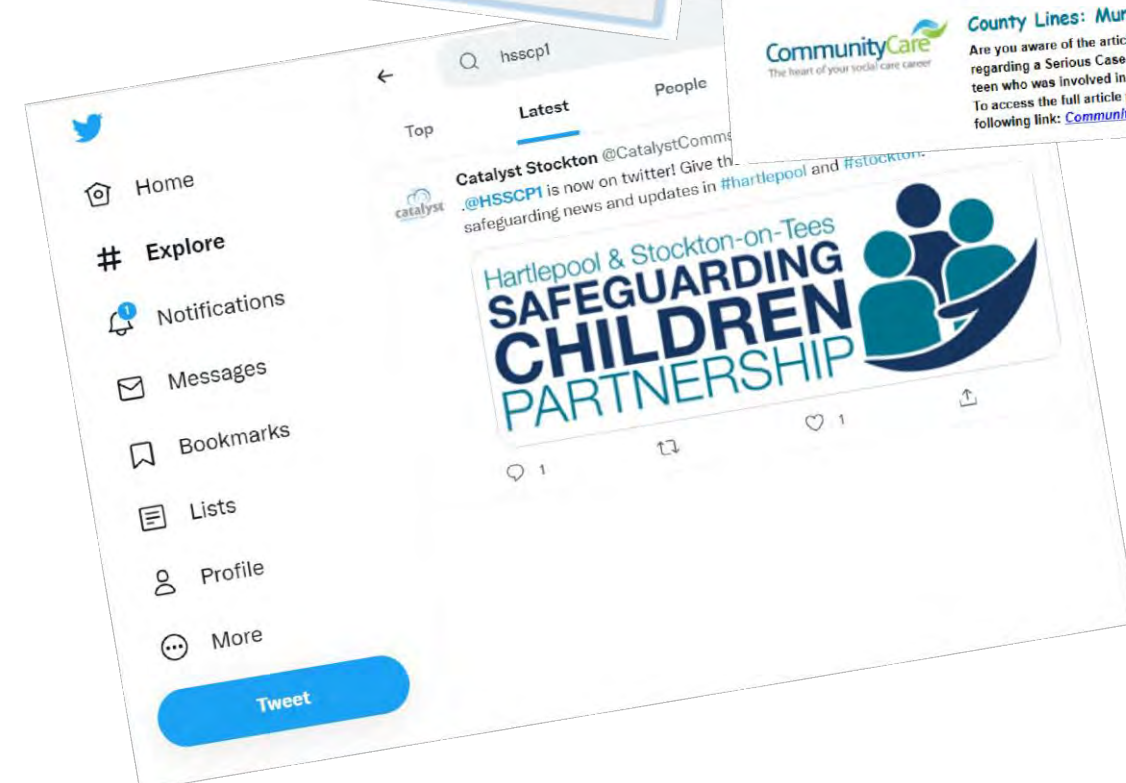 hsscp1
Top
Latest
People
Home
Explore
Notifications
1
Messages
Bookmarks
Lists
Profile
More
Tweet
Catalyst Stockton @CatalystComms
catalyst
.@HSSCP1 is now on twitter! Give th
safeguarding news and updates in #hartlepool and #stockton.
Hartlepool & Stockton-on-Tees
SAFEGUARDING
CHILDREN
PARTNERSHIP
1
1
CommunityCare
The heart of your social care career
County Lines: Mur
Are you aware of the artic
regarding a Serious Case
teen who was involved in
To access the full article
following link: Communi